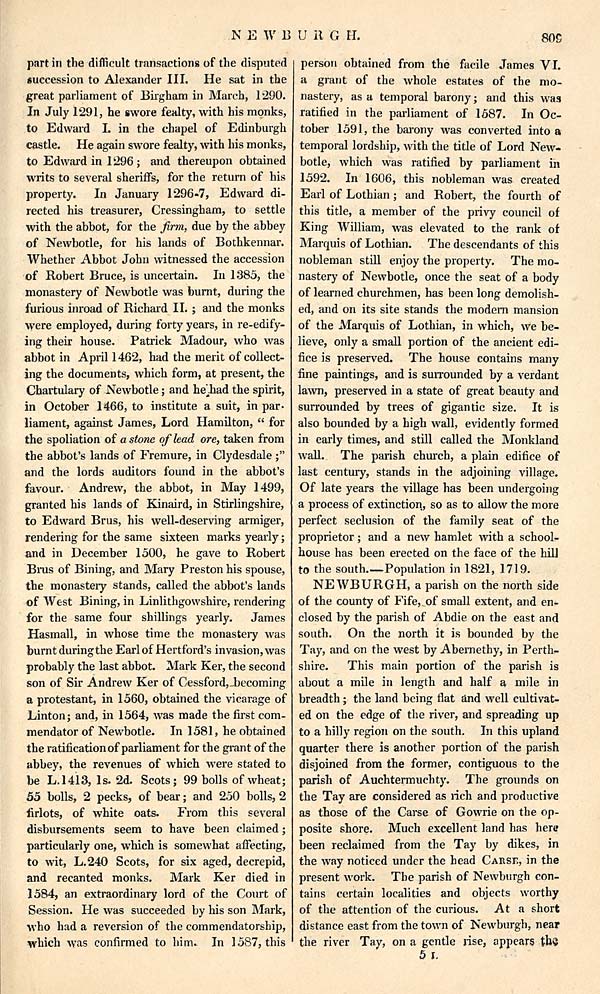 NEWBURGH.
809
part in the difficult transactions of the disputed
succession to Alexander III. He sat in the
great parliament of Birgham in March, 1290.
In July 1291, he swore fealty, with his monks,
to Edward I. in the chapel of Edinburgh
castle. He again swore fealty, with his monks,
to Edward in 1296; and thereupon obtained
writs to several sheriffs, for the return of his
property. In January 1296-7, Edward di-
rected his treasurer, Cressingham, to settle
with the abbot, for the firm, due by the abbey
of Newbotle, for his lands of Bothkennar.
Whether Abbot John witnessed the accession
of Robert Bruce, is uncertain. In 1385, the
monastery of Newbotle was burnt, during the
furious inroad of Richard II.; and the monks
were employed, during forty years, in re-edify-
ing their house. Patrick Madour, who was
abbot in April 1462, had the merit of collect-
ing the documents, which form, at present, the
Chartulary of Newbotle; and he had the spirit,
in October 1466, to institute a suit, in par-
liament, against James, Lord Hamilton, “ for
the spoliation of a stone of lead ore, taken from
the abbot's lands of Fremure, in Clydesdale;”
and the lords auditors found in the abbot's
favour. Andrew, the abbot, in May 1499,
granted his lands of Kinaird, in Stirlingshire,
to Edward Brus, his well-deserving armiger,
rendering for the same sixteen marks yearly;
and in December 1500, he gave to Robert
Brus of Bining, and Mary Preston his spouse,
the monastery stands, called the abbot's lands
of West Bining, in Linlithgowshire, rendering
for the same four shillings yearly. James
Hasmall, in whose time the monastery was
burnt during the Earl of Hertford's invasion, was
probably the last abbot. Mark Ker, the second
son of Sir Andrew Ker of Cessford, becoming
a protestant, in 1560, obtained the vicarage of
Linton; and, in 1564, was made the first com-
mendator of Newbotle. In 1581, he obtained
the ratification of parliament for the grant of the
abbey, the revenues of which were stated to
be L.1413, 1s. 2d. Scots; 99 bolls of wheat;
55 bolls, 2 pecks, of bear; and 250 bolls, 2
firlots, of white oats. From this several
disbursements seem to have been claimed;
particularly one, which is somewhat affecting,
to wit, L.240 Scots, for six aged, decrepid,
and recanted monks. Mark Ker died in
1584, an extraordinary lord of the Court of
Session. He was succeeded by his son Mark,
who had a reversion of the commendatorship,
which was confirmed to him. In 1587, this
person obtained from the facile James VI.
a grant of the whole estates of the mo-
nastery, as a temporal barony; and this was
ratified in the parliament of 1587. In Oc-
tober 1591, the barony was converted into a
temporal lordship, with the title of Lord New-
botle, which was ratified by parliament in
1592. In 1606, this nobleman was created
Earl of Lothian; and Robert, the fourth of
this title, a member of the privy council of
King William, was elevated to the rank of
Marquis of Lothian. The descendants of this
nobleman still enjoy the property. The mo-
nastery of Newbotle, once the seat of a body
of learned churchmen, has been long demolish-
ed, and on its site stands the modern mansion
of the Marquis of Lothian, in which, we be-
lieve, only a small portion of the ancient edi-
fice is preserved. The house contains many
fine paintings, and is surrounded by a verdant
lawn, preserved in a state of great beauty and
surrounded by trees of gigantic size. It is
also bounded by a high wall, evidently formed
in early times, and still called the Monkland
wall. The parish church, a plain edifice of
last century, stands in the adjoining village.
Of late years the village has been undergoing
a process of extinction, so as to allow the more
perfect seclusion of the family seat of the
proprietor; and a new hamlet with a school-
house has been erected on the face of the hill
to the south.—Population in 1821, 1719.
NEWBURGH, a parish on the north side
of the county of Fife, of small extent, and en-
closed by the parish of Abdie on the east and
south. On the north it is bounded by the
Tay, and on the west by Abernethy, in Perth-
shire. This main portion of the parish is
about a mile in length and half a mile in
breadth; the land being flat and well cultivat-
ed on the edge of the river, and spreading up
to a hilly region on the south. In this upland
quarter there is another portion of the parish
disjoined from the former, contiguous to the
parish of Auchtermuchty. The grounds on
the Tay are considered as rich and productive
as those of the Carse of Gowrie on the op-
posite shore. Much excellent land has here
been reclaimed from the Tay by dikes, in
the way noticed under the head CARSE, in the
present work. The parish of Newburgh con-
tains certain localities and objects worthy
of the attention of the curious. At a short
distance east from the town of Newburgh, near
the river Tay, on a gentle rise, appears the
5 I.